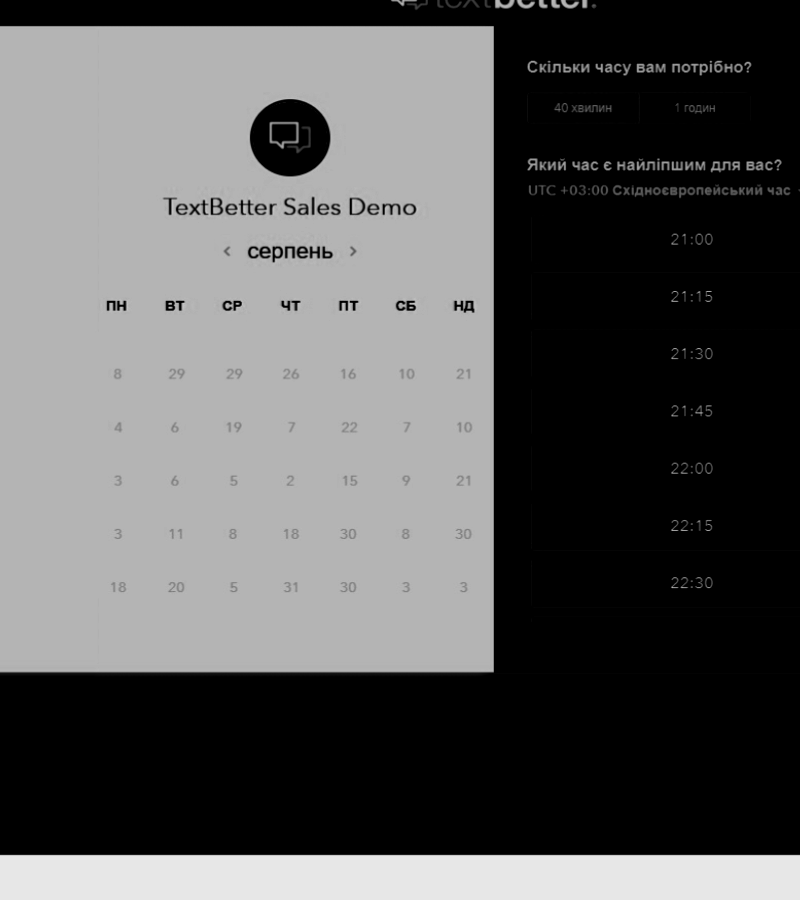 textbetter.
TextBetter Sales Demo
< серпень >
ПН ВТ СР ЧТ ПТ СБ НД
8 29 29 26 16 10 21
4 6 19 7 22 7 10
3 6 5 2 15 9 21
3 11 8 18 30 8 30
18 20 5 31 30 3 3
Скільки часу вам потрібно?
40 хвилин 1 годин
Який час є найліпшим для вас?
UTC +03:00 Східноєвропейський час
21:00
21:15
21:30
21:45
22:00
22:15
22:30